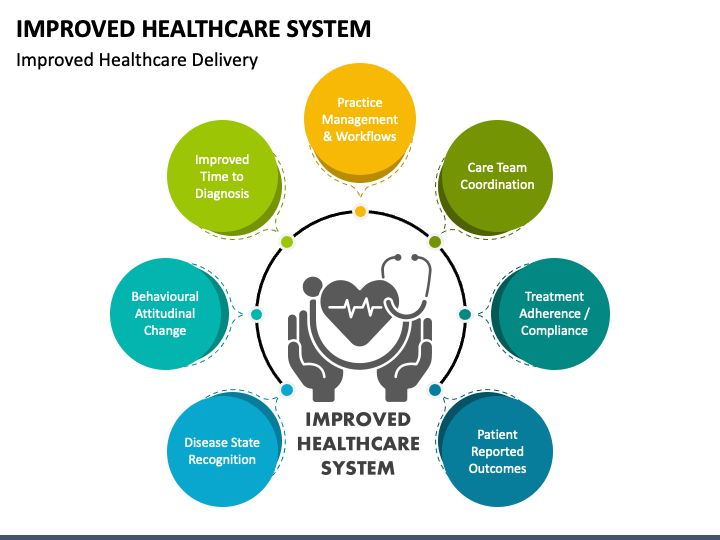 IMPROVED HEALTHCARE SYSTEM
Improved Healthcare Delivery
Practice
Management
& Workflows
Improved
Time to
Diagnosis
Care Team
Coordination
Behavioural
Attitudinal
Change
Treatment
Adherence /
Compliance
Disease State
Recognition
IMPROVED
HEALTHCARE
SYSTEM
Patient
Reported
Outcomes